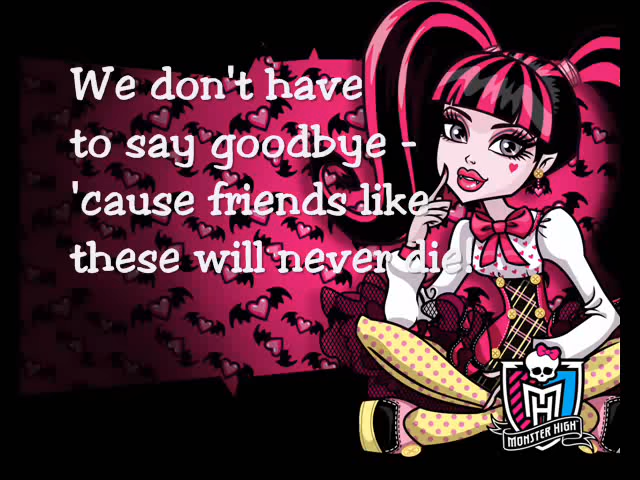 We don't have
to say goodbye -
'cause friends like
these will never die!
MONSTER HIGH